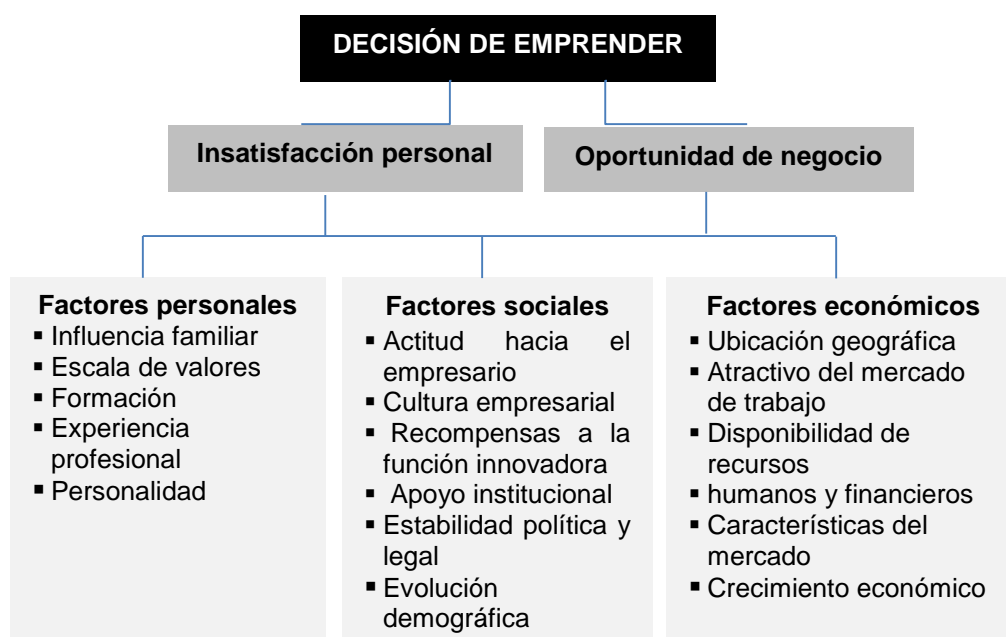 DECISIÓN DE EMPRENDER
Insatisfacción personal
Oportunidad de negocio
Factores personales
▪ Influencia familiar
▪ Escala de valores
▪ Formación
▪ Experiencia
profesional
▪ Personalidad
Factores sociales
▪ Actitud hacia el
empresario
▪ Cultura empresarial
▪ Recompensas a la
función innovadora
▪ Apoyo institucional
▪ Estabilidad política y
legal
▪ Evolución
demográfica
Factores económicos
▪ Ubicación geográfica
▪ Atractivo del mercado
de trabajo
▪ Disponibilidad de
recursos
▪ humanos y financieros
▪ Características del
mercado
▪ Crecimiento económico